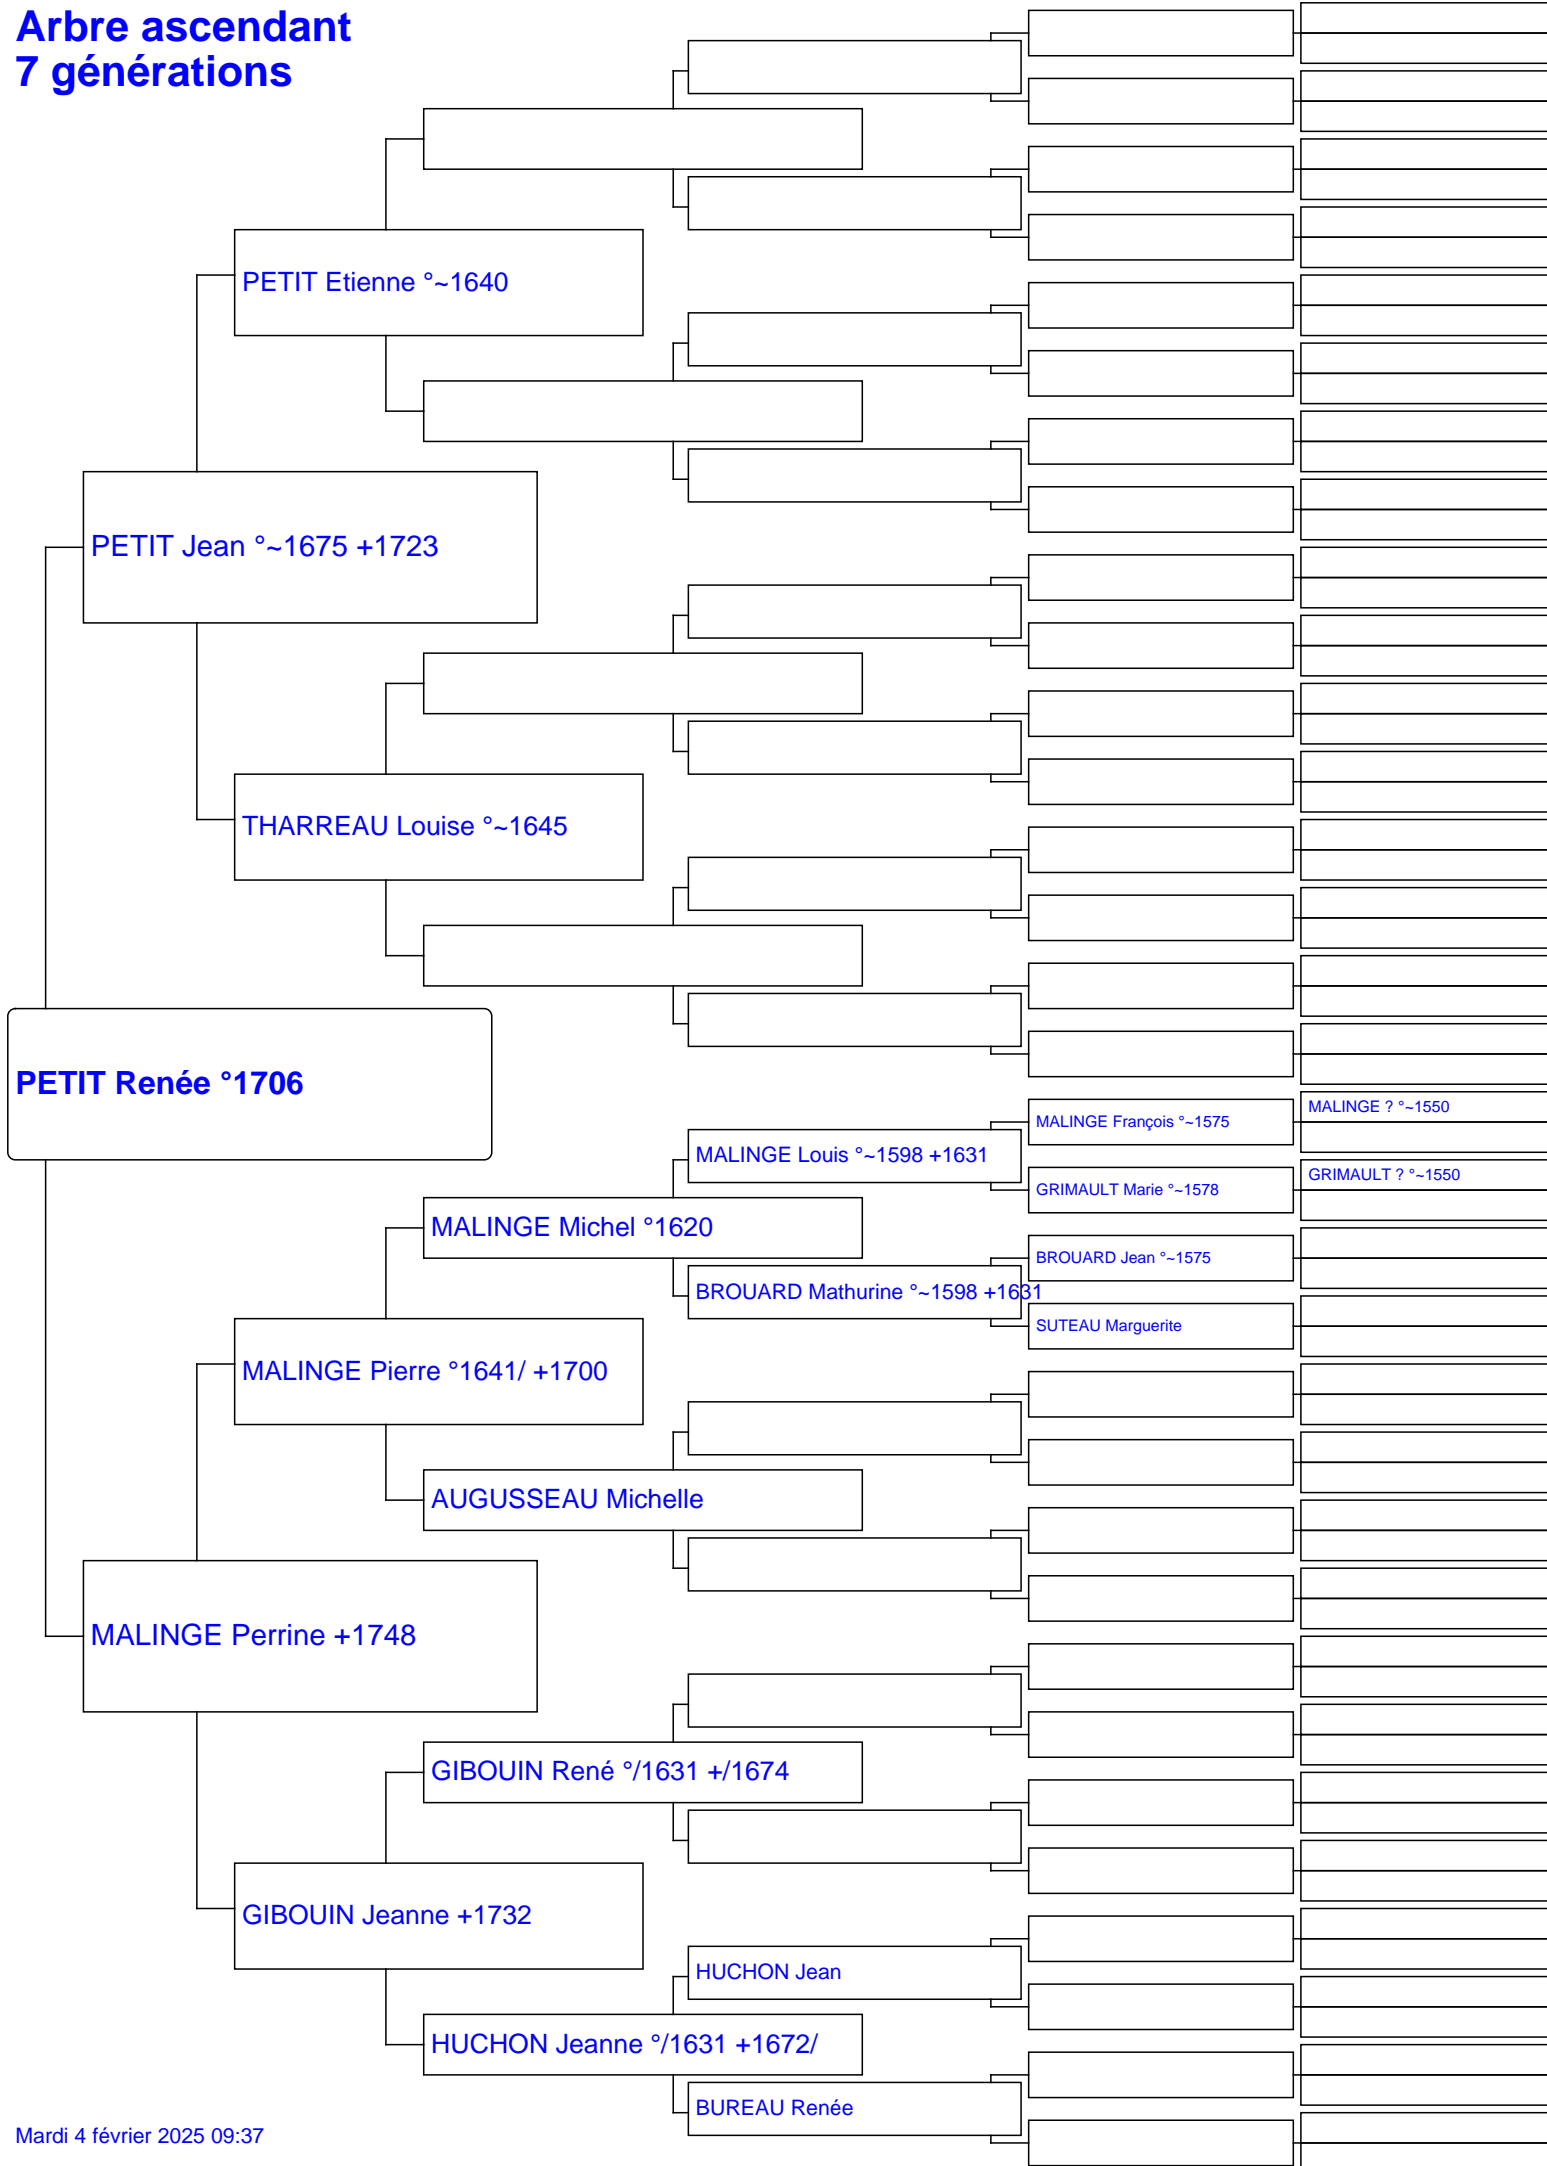 Arbre ascendant
7 générations
PETIT Etienne °~1640
PETIT Jean °~1675 +1723
THARREAU Louise °~1645
PETIT Renée °1706
MALINGE ? °~1550
MALINGE François °~1575
MALINGE Louis °~1598 +1631
GRIMAULT ? °~1550
GRIMAULT Marie °~1578
MALINGE Michel °1620
BROUARD Jean °~1575
BROUARD Mathurine °~1598 +1631
SUTEAU Marguerite
MALINGE Pierre °1641/ +1700
AUGUSSEAU Michelle
MALINGE Perrine +1748
GIBOUIN René °/1631 +/1674
GIBOUIN Jeanne +1732
HUCHON Jean
HUCHON Jeanne °/1631 +1672/
BUREAU Renée
Mardi 4 février 2025 09:37